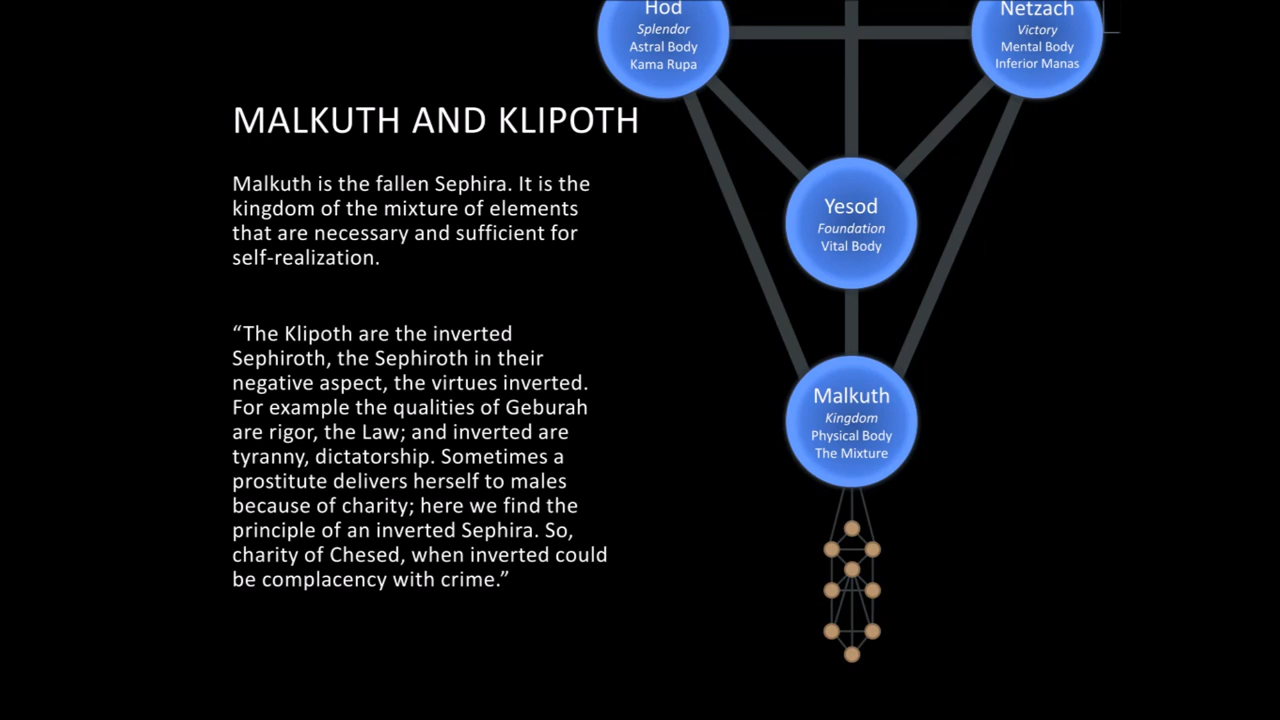 Hod
Splendor
Astral Body
Kama Rupa
Netzach
Victory
Mental Body
Inferior Manas
MALKUTH AND KLIPOTH
Malkuth is the fallen Sephira. It is the
kingdom of the mixture of elements
that are necessary and sufficient for
self-realization.
“The Klipoth are the inverted
Sephiroth, the Sephiroth in their
negative aspect, the virtues inverted.
For example the qualities of Geburah
are rigor, the Law; and inverted are
tyranny, dictatorship. Sometimes a
prostitute delivers herself to males
because of charity; here we find the
principle of an inverted Sephira. So,
charity of Chesed, when inverted could
be complacency with crime.”
Yesod
Foundation
Vital Body
Malkuth
Kingdom
Physical Body
The Mixture